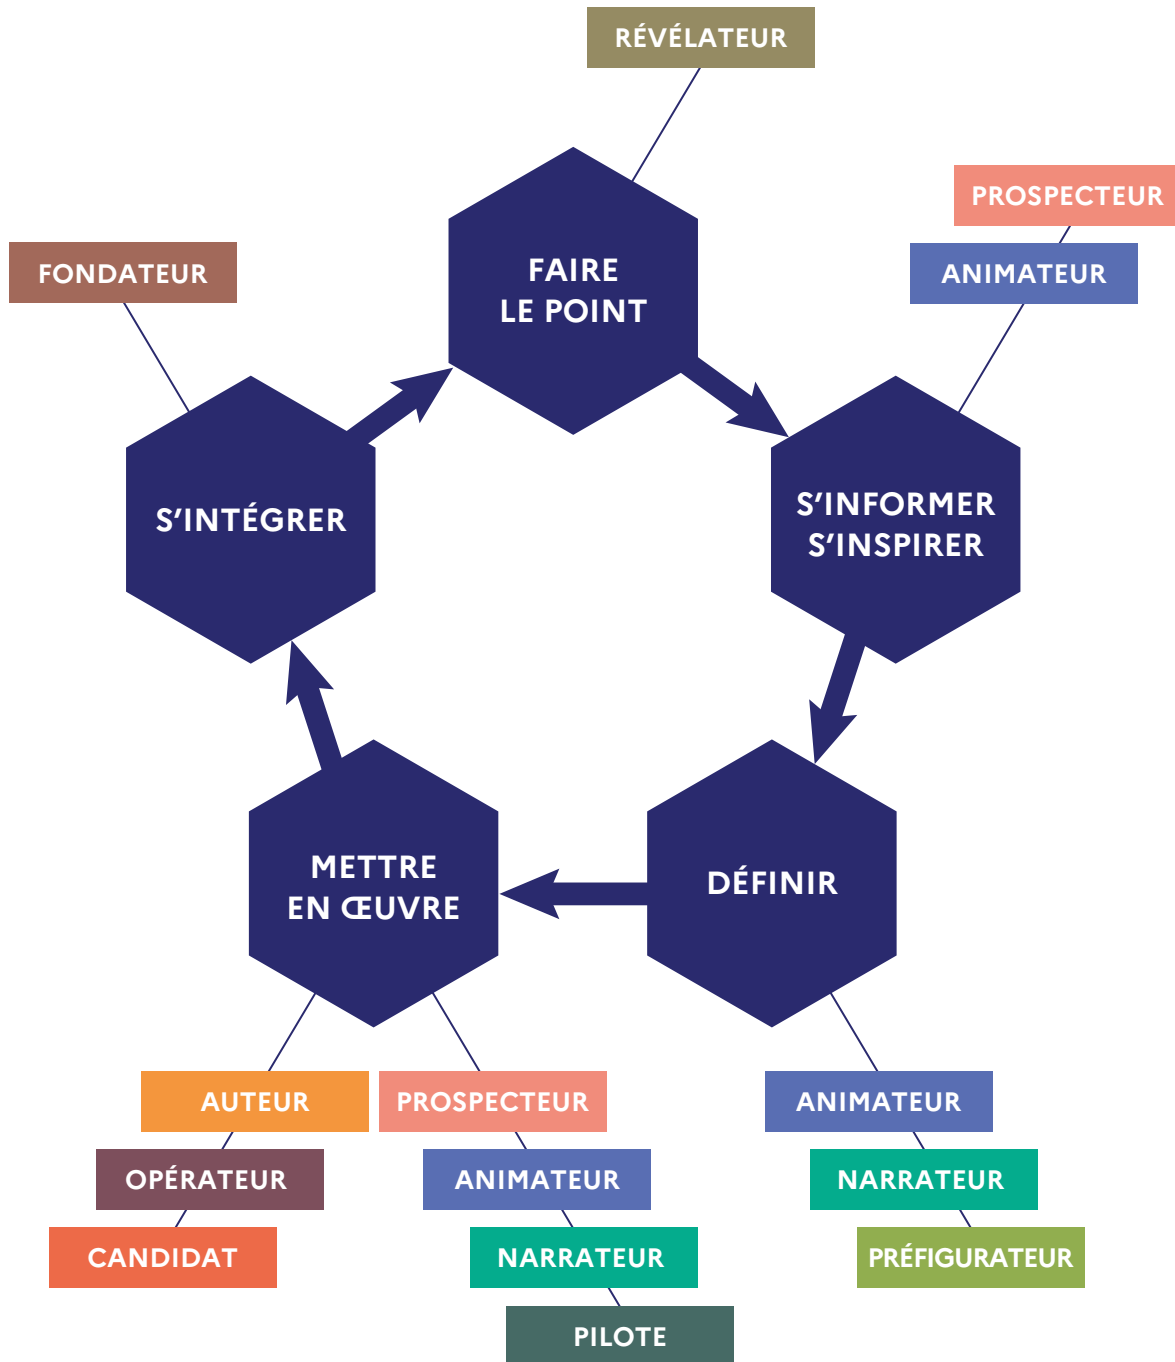 RÉVÉLATEUR
PROSPECTEUR
ANIMATEUR
FONDATEUR
FAIRE
LE POINT
S'INFORMER
S'INSPIRER
S'INTÉGRER
METTRE
EN ŒUVRE
DÉFINIR
AUTEUR
OPÉRATEUR
CANDIDAT
PROSPECTEUR
ANIMATEUR
NARRATEUR
PILOTE
ANIMATEUR
NARRATEUR
PRÉFIGURATEUR